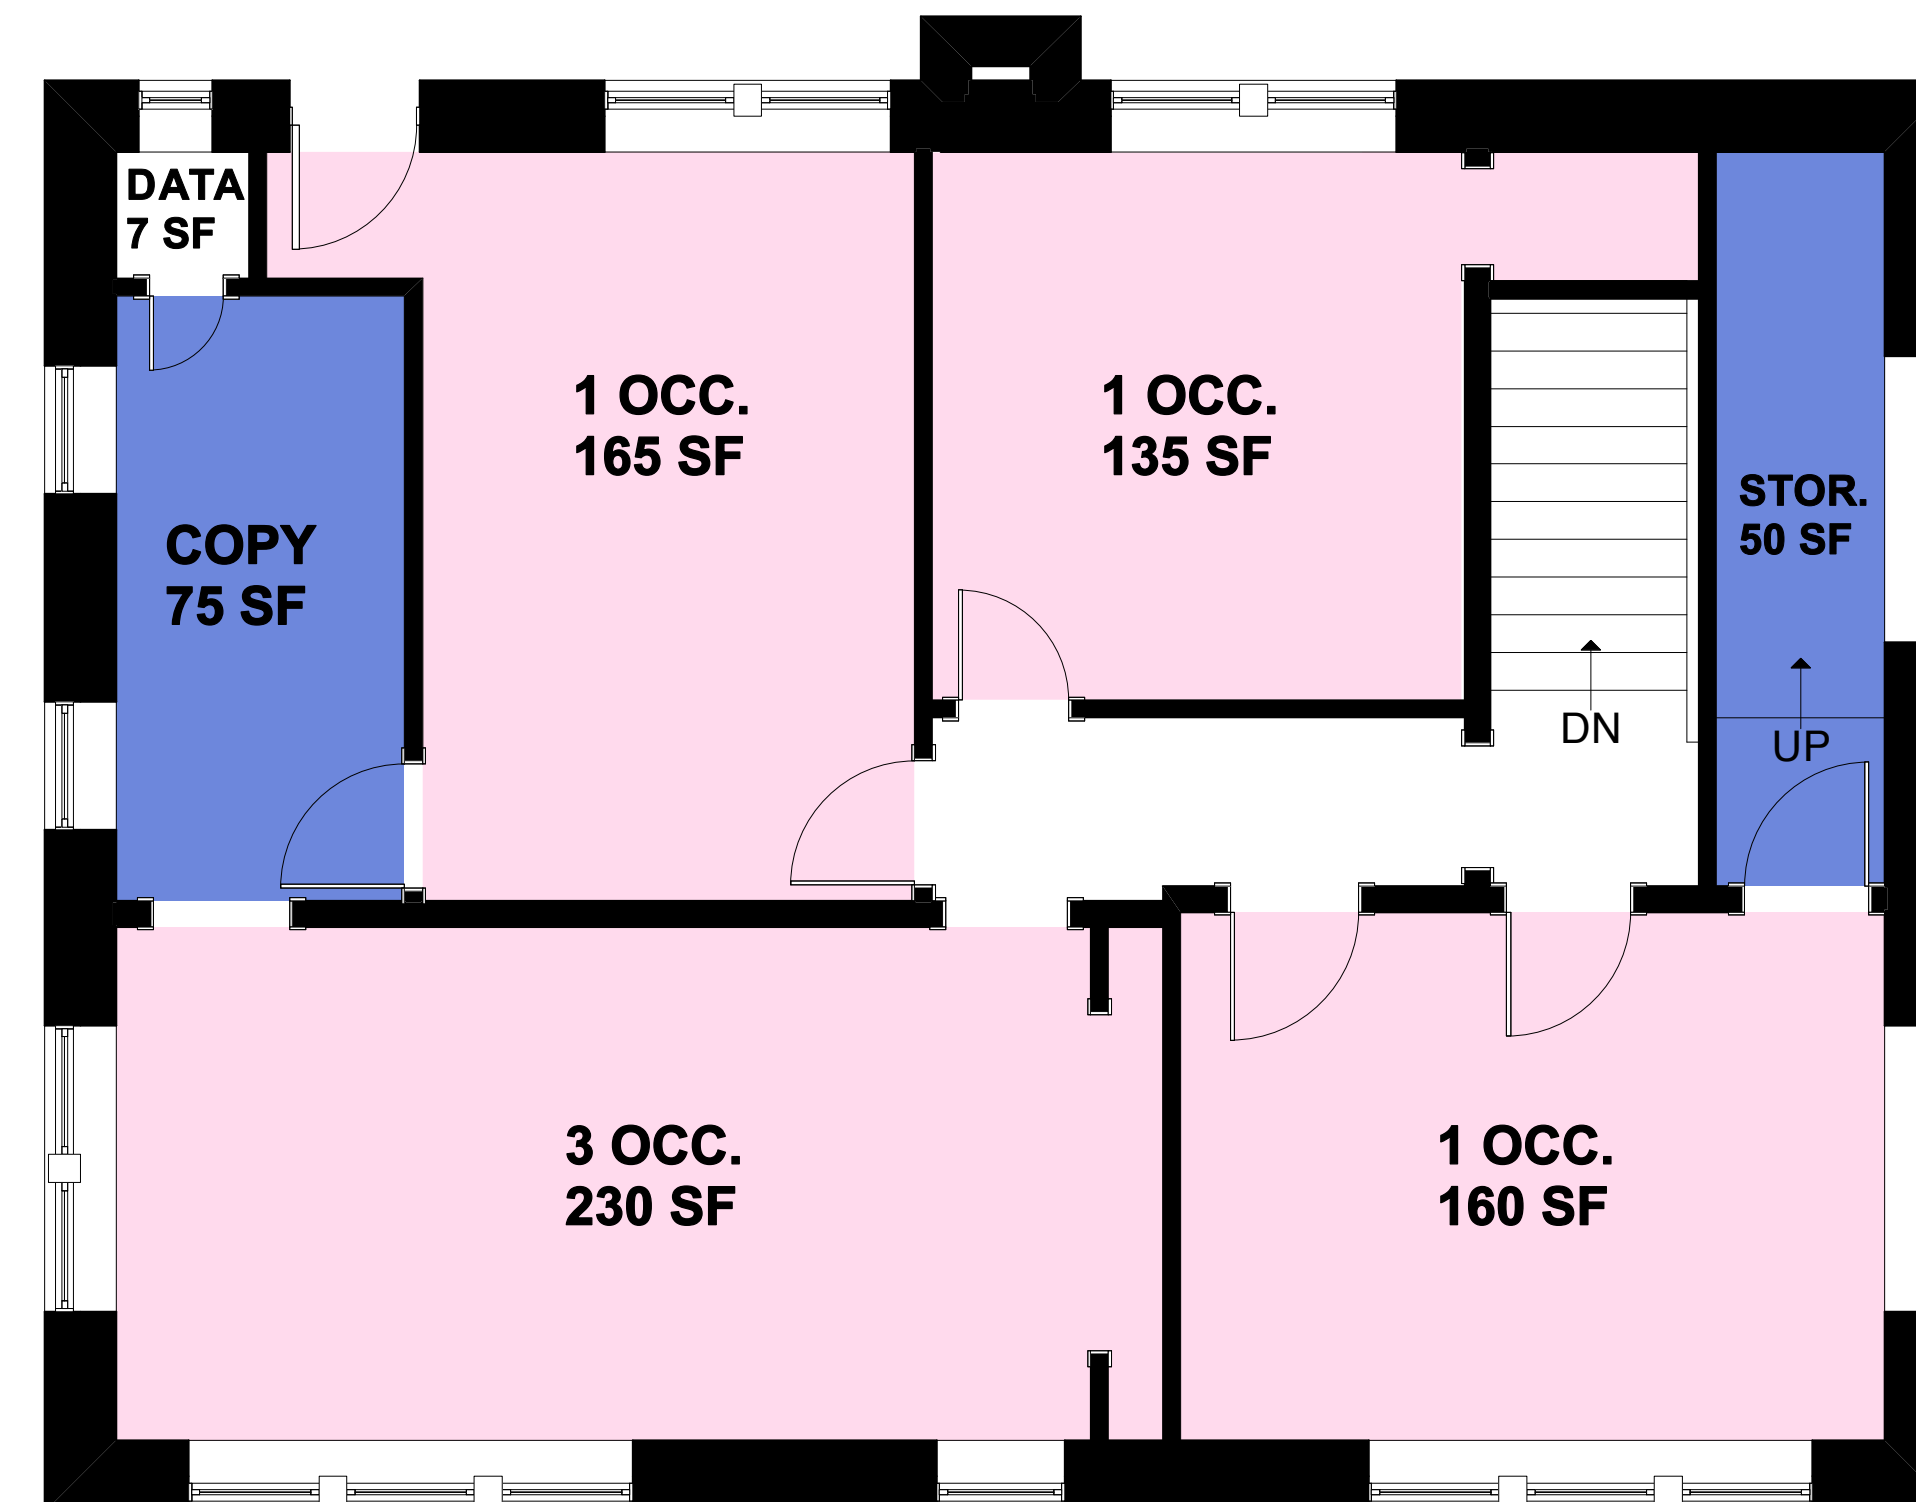 DATA
7 SF
1 OCC.
165 SF
1 OCC.
135 SF
STOR.
50 SF
COPY
75 SF
DN
UP
3 OCC.
230 SF
1 OCC.
160 SF